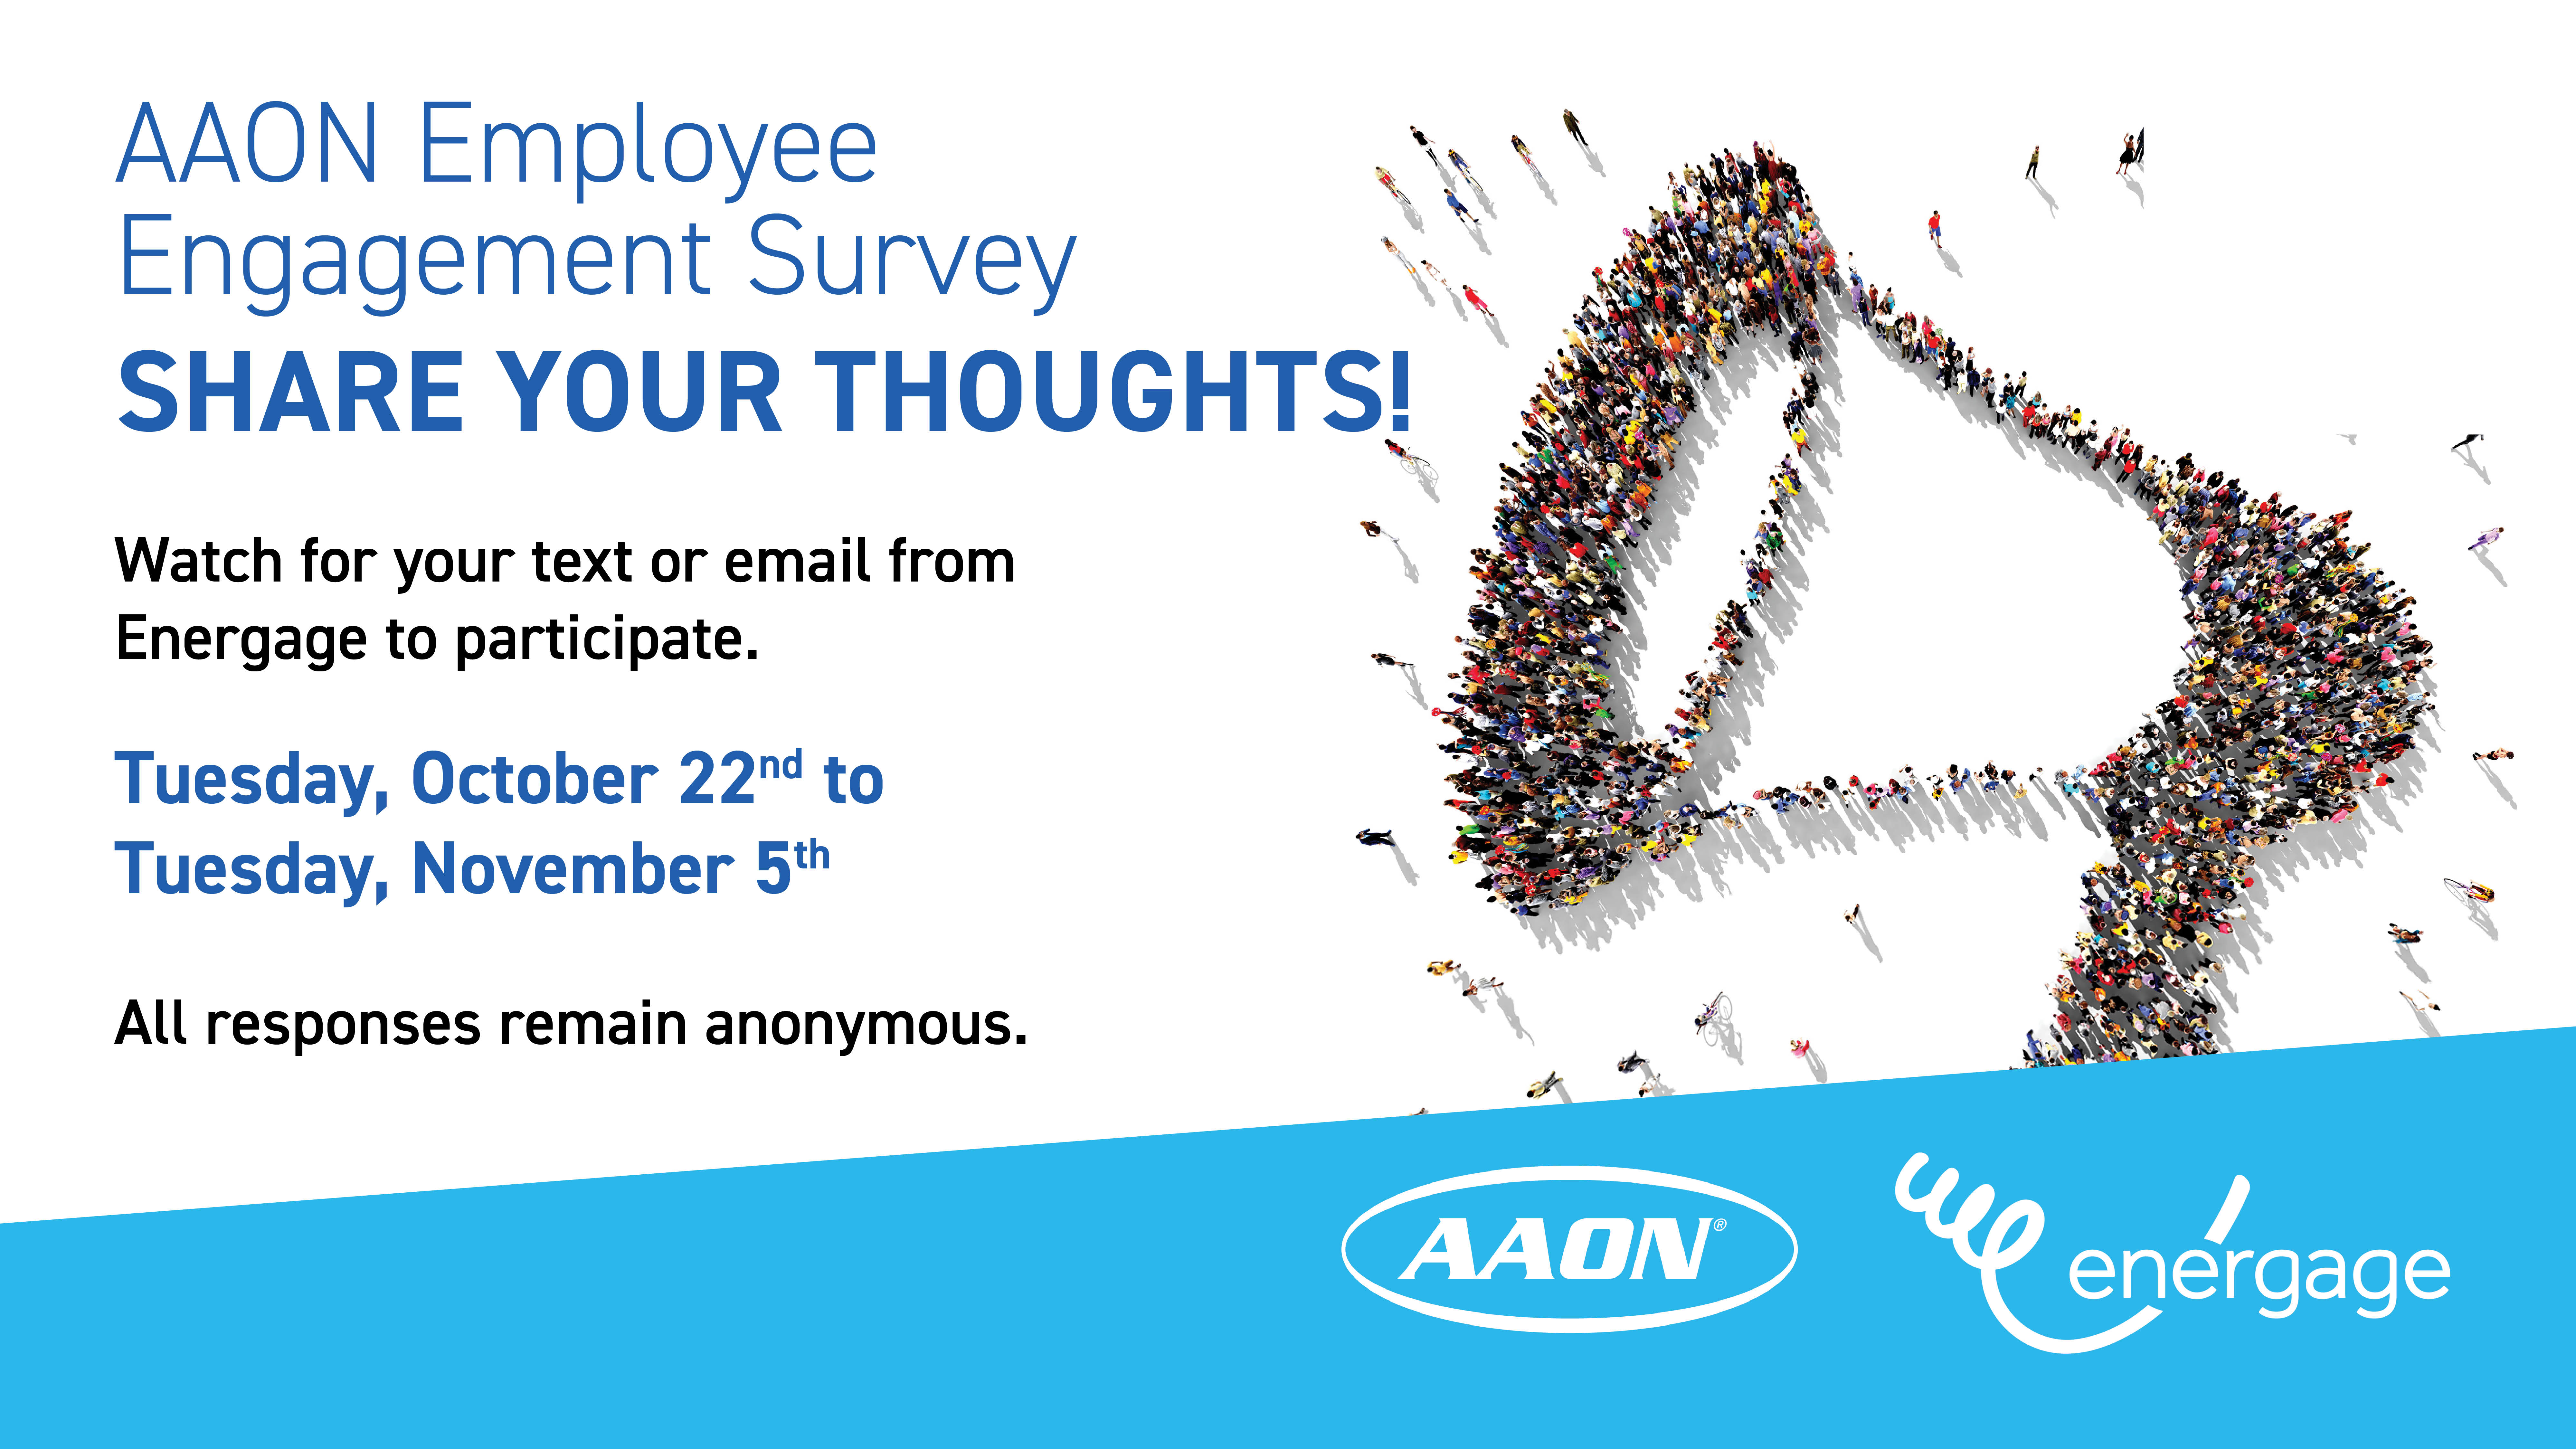 AAON Employee
Engagement Survey
SHARE YOUR THOUGHTS!
Watch for your text or email from
Energage to participate.
Tuesday, October 22nd to
Tuesday, November 5th
All responses remain anonymous.
AAON®
energage